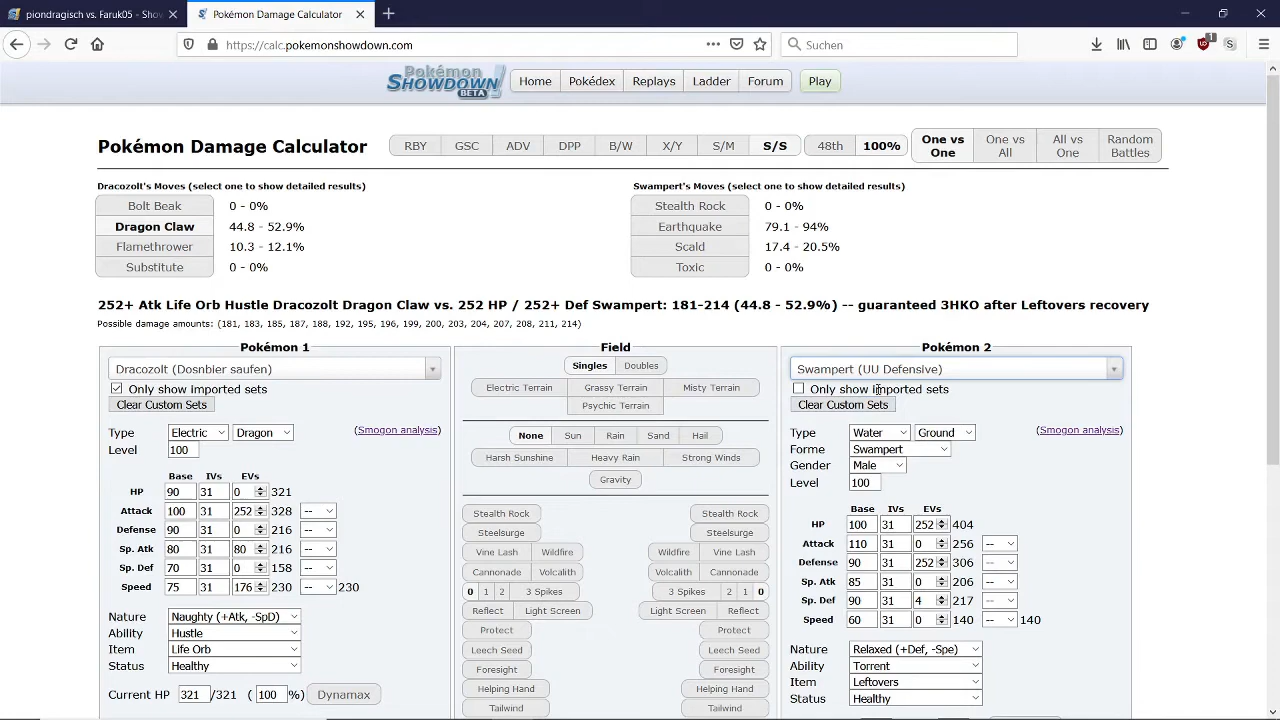 piondragisch vs. Faruk05 - Show
Pokémon Damage Calculator
https://calc.pokemonshowdown.com
Suchen
1
Pokémon SHOWDOWN! BETA
Home Pokédex Replays Ladder Forum Play
Pokémon Damage Calculator
RBY GSC ADV DPP B/W X/Y S/M S/S 48th 100% One vs One One vs All All vs One Random Battles
Dracozolt's Moves (select one to show detailed results)
Bolt Beak 0 - 0%
Dragon Claw 44.8 - 52.9%
Flamethrower 10.3 - 12.1%
Substitute 0 - 0%
Swampert's Moves (select one to show detailed results)
Stealth Rock 0 - 0%
Earthquake 79.1 - 94%
Scald 17.4 - 20.5%
Toxic 0 - 0%
252+ Atk Life Orb Hustle Dracozolt Dragon Claw vs. 252 HP / 252+ Def Swampert: 181-214 (44.8 - 52.9%) -- guaranteed 3HKO after Leftovers recovery
Possible damage amounts: (181, 183, 185, 187, 188, 192, 195, 196, 199, 200, 203, 204, 207, 208, 211, 214)
Pokémon 1
Dracozolt (Dosnbier saufen)
Only show imported sets
Clear Custom Sets
Type Electric Dragon (Smogon analysis)
Level 100
Base IVs EVs
HP 90 31 0 321
Attack 100 31 252 328 --
Defense 90 31 0 216 --
Sp. Atk 80 31 80 216 --
Sp. Def 70 31 0 158 --
Speed 75 31 176 230 -- 230
Nature Naughty (+Atk, -SpD)
Ability Hustle
Item Life Orb
Status Healthy
Current HP 321 /321 ( 100 %) Dynamax
Field
Singles Doubles
Electric Terrain Grassy Terrain Misty Terrain
Psychic Terrain
None Sun Rain Sand Hail
Harsh Sunshine Heavy Rain Strong Winds
Gravity
Stealth Rock Stealth Rock
Steelsurge Steelsurge
Vine Lash Wildfire Wildfire Vine Lash
Cannonade Volcalith Volcalith Cannonade
0 1 2 3 Spikes 3 Spikes 2 1 0
Reflect Light Screen Light Screen Reflect
Protect Protect
Leech Seed Leech Seed
Foresight Foresight
Helping Hand Helping Hand
Tailwind Tailwind
Pokémon 2
Swampert (UU Defensive)
Only show imported sets
Clear Custom Sets
Type Water Ground (Smogon analysis)
Forme Swampert
Gender Male
Level 100
Base IVs EVs
HP 100 31 252 404
Attack 110 31 0 256 --
Defense 90 31 252 306 --
Sp. Atk 85 31 0 206 --
Sp. Def 90 31 4 217 --
Speed 60 31 0 140 -- 140
Nature Relaxed (+Def, -Spe)
Ability Torrent
Item Leftovers
Status Healthy